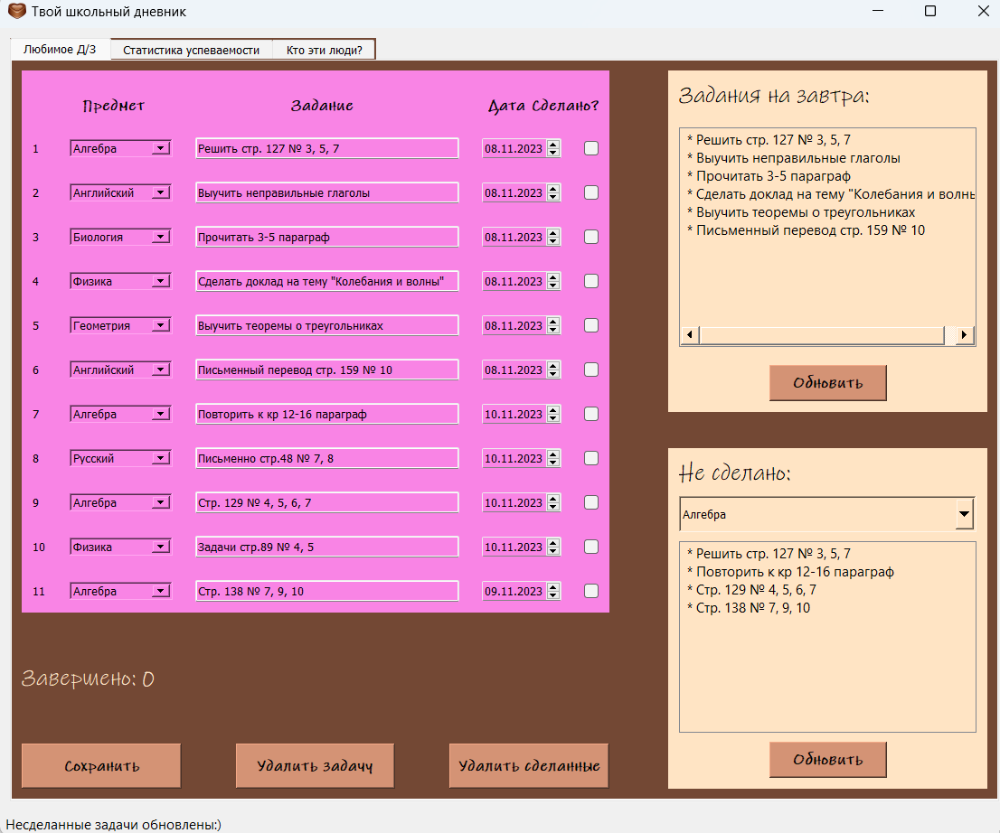 Твой школьный дневник
Любимое Д/З Статистика успеваемости Кто эти люди?
Предмет Задание Дата Сделано?
1 Алгебра Решить стр. 127 № 3, 5, 7 08.11.2023
2 Английский Выучить неправильные глаголы 08.11.2023
3 Биология Прочитать 3-5 параграф 08.11.2023
4 Физика Сделать доклад на тему "Колебания и волны" 08.11.2023
5 Геометрия Выучить теоремы о треугольниках 08.11.2023
6 Английский Письменный перевод стр. 159 № 10 08.11.2023
7 Алгебра Повторить к кр 12-16 параграф 10.11.2023
8 Русский Письменно стр.48 № 7, 8 10.11.2023
9 Алгебра Стр. 129 № 4, 5, 6, 7 10.11.2023
10 Физика Задачи стр.89 № 4, 5 10.11.2023
11 Алгебра Стр. 138 № 7, 9, 10 09.11.2023
Завершено: 0
Сохранить Удалить задачу Удалить сделанные
Задания на завтра:
* Решить стр. 127 № 3, 5, 7
* Выучить неправильные глаголы
* Прочитать 3-5 параграф
* Сделать доклад на тему "Колебания и волны
* Выучить теоремы о треугольниках
* Письменный перевод стр. 159 № 10
Обновить
Не сделано:
Алгебра
* Решить стр. 127 № 3, 5, 7
* Повторить к кр 12-16 параграф
* Стр. 129 № 4, 5, 6, 7
* Стр. 138 № 7, 9, 10
Обновить
Несделанные задачи обновлены:)